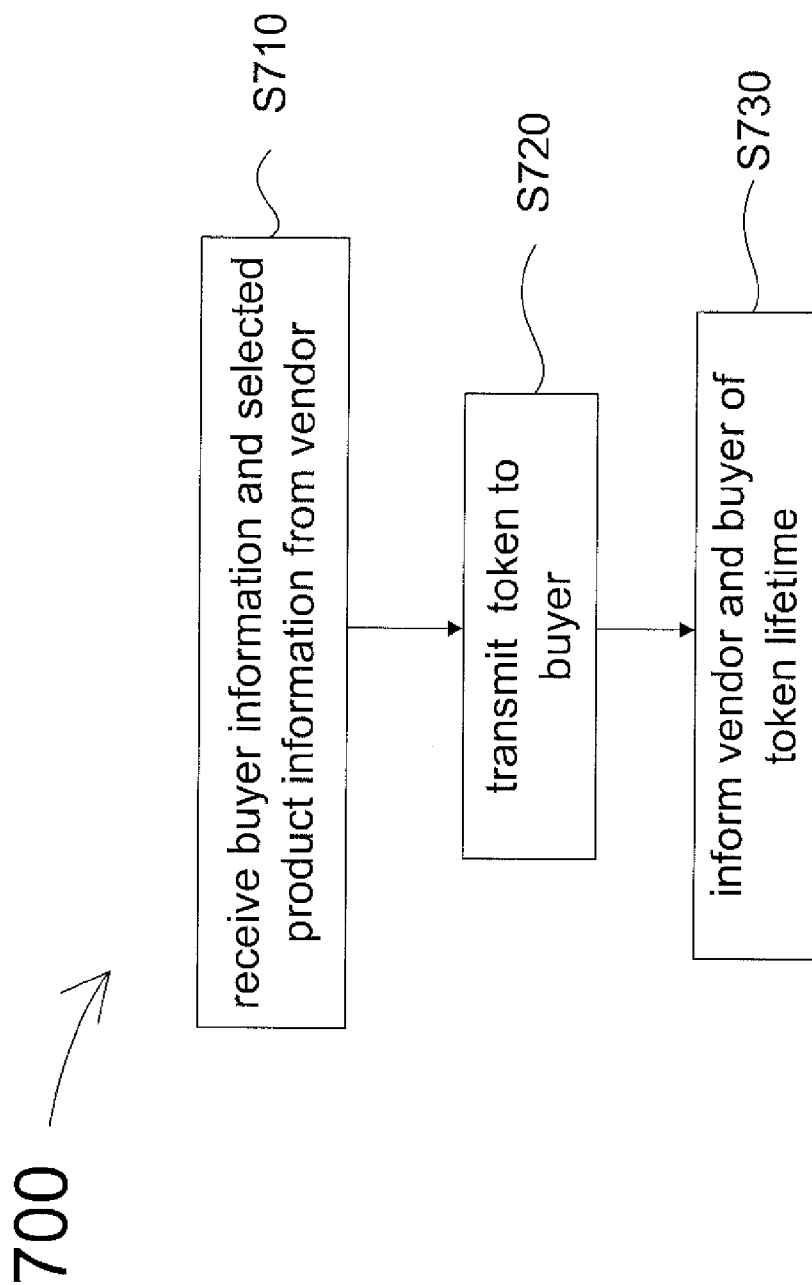 700
receive buyer information and selected
product information from vendor
S710
transmit token to
buyer
S720
inform vendor and buyer of
token lifetime
S730